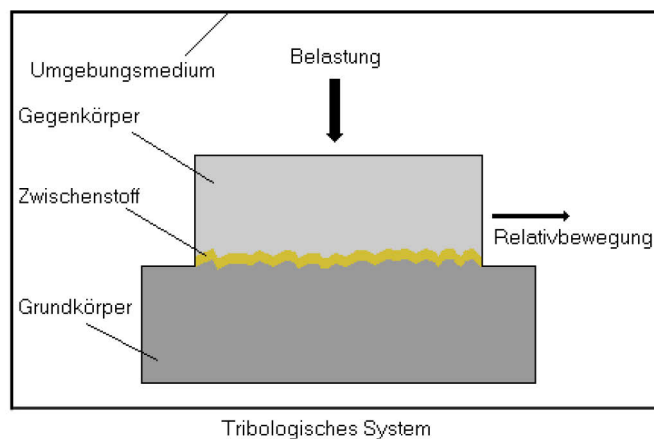 Umgebungsmedium
Belastung
Gegenkörper
Zwischenstoff
Relativbewegung
Grundkörper
Tribologisches System